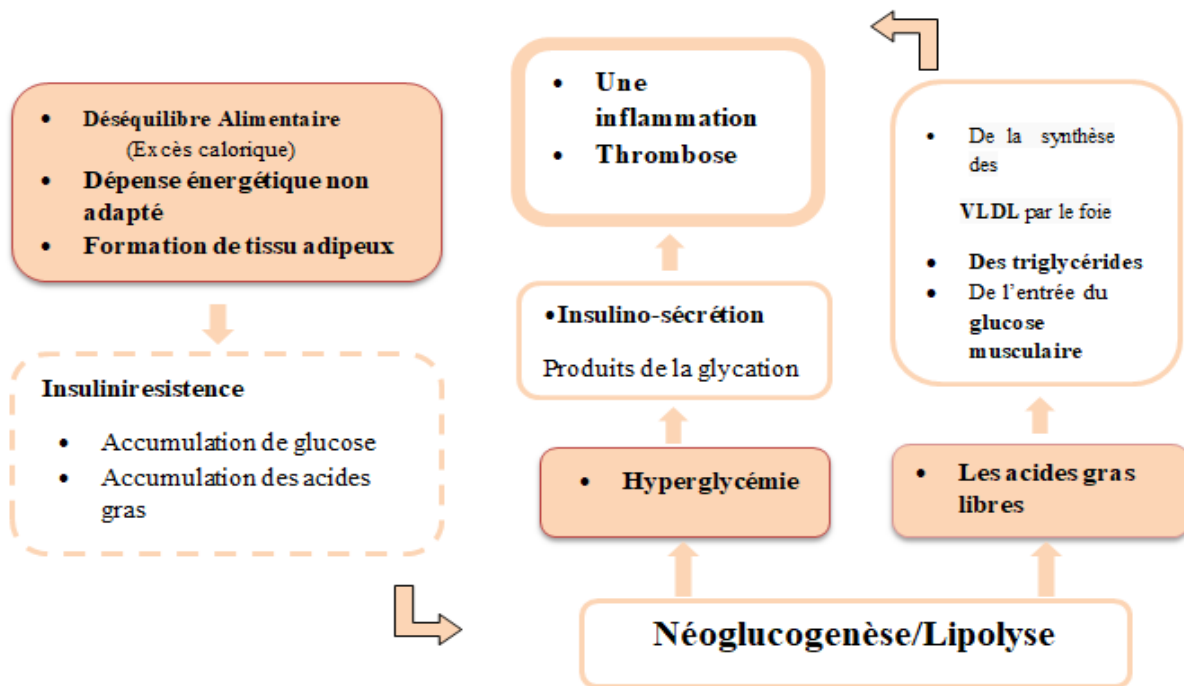 • Déséquilibre Alimentaire
(Excès calorique)
• Dépense énergétique non
adapté
• Formation de tissu adipeux
Insuliniresistence
• Accumulation de glucose
• Accumulation des acides
gras
• Une
inflammation
• Thrombose
•Insulino-sécrétion
Produits de la glycation
• Hyperglycémie
• De la synthèse
des
VLDL par le foie
• Des triglycérides
• De l’entrée du
glucose
musculaire
• Les acides gras
libres
Néoglucogenèse/Lipolyse